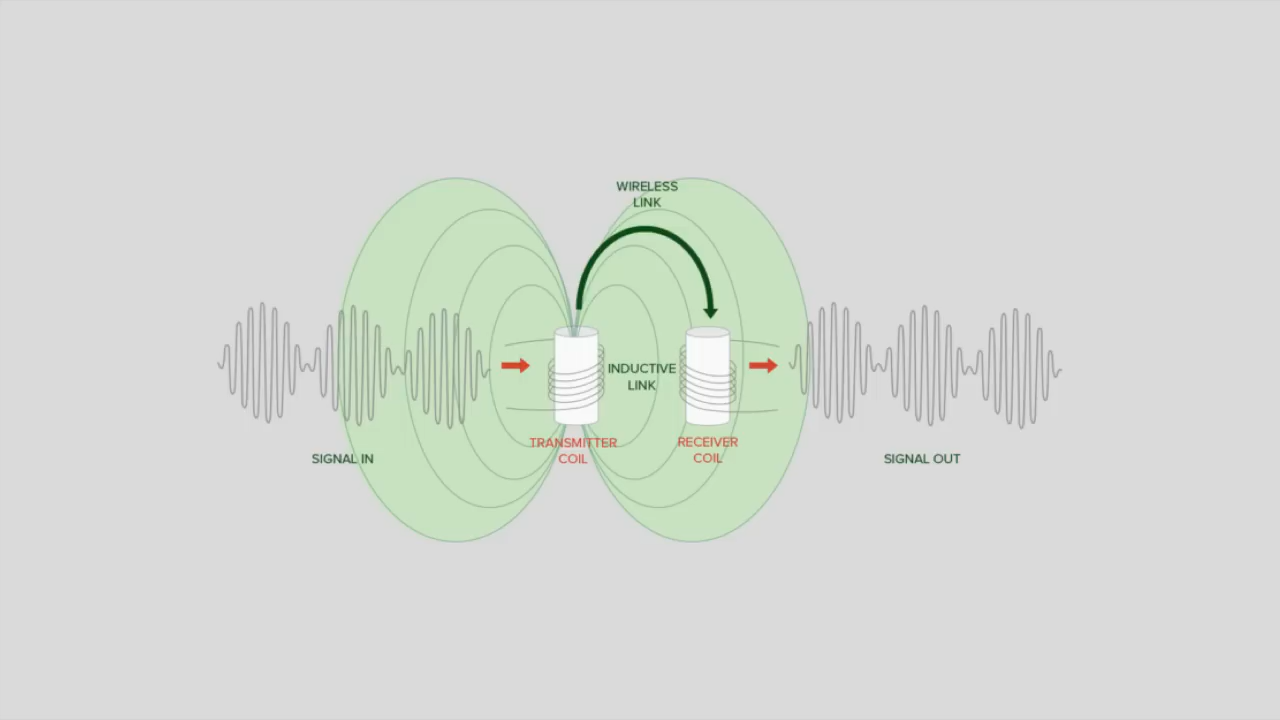 WIRELESS
LINK
INDUCTIVE
LINK
TRANSMITTER
COIL
RECEIVER
COIL
SIGNAL IN
SIGNAL OUT